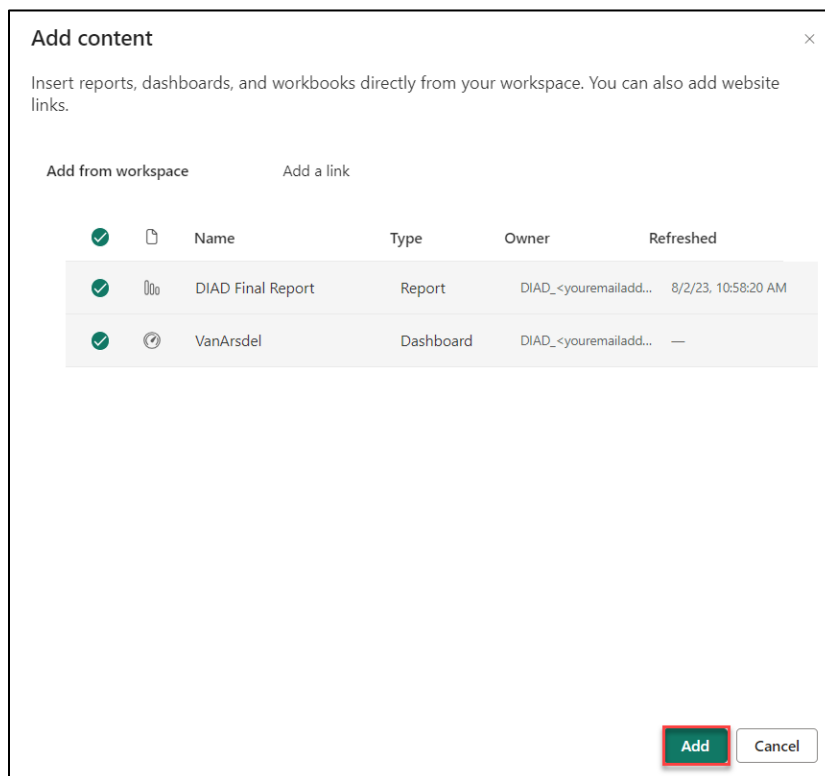 Add content
Insert reports, dashboards, and workbooks directly from your workspace. You can also add website
links.
Add from workspace Add a link
Name Type Owner Refreshed
DIAD Final Report Report DIAD_<youremailadd... 8/2/23, 10:58:20 AM
VanArsdel Dashboard DIAD_<youremailadd... —
Add Cancel